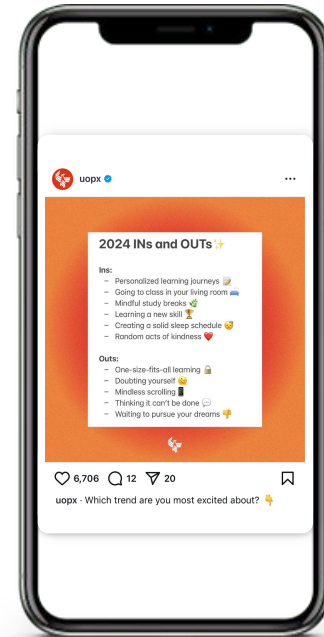 uopx
2024 INs and OUTs✨
Ins:
– Personalized learning journeys 📝
– Going to class in your living room 🛋️
– Mindful study breaks 🌿
– Learning a new skill 🏆
– Creating a solid sleep schedule 😴
– Random acts of kindness ❤️
Outs:
– One-size-fits-all learning 🔒
– Doubting yourself 🫠
– Mindless scrolling📱
– Thinking it can't be done 💬
– Waiting to pursue your dreams 👎
6,706 12 20
uopx · Which trend are you most excited about? 👇